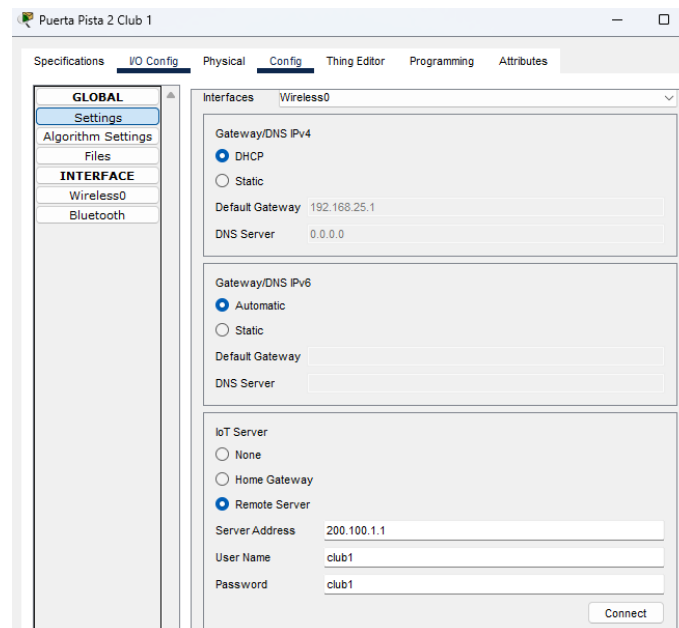 Puerta Pista 2 Club 1
Specifications I/O Config Physical Config Thing Editor Programming Attributes
GLOBAL
Settings
Algorithm Settings
Files
INTERFACE
Wireless0
Bluetooth
Interfaces Wireless0
Gateway/DNS IPv4
DHCP
Static
Default Gateway 192.168.25.1
DNS Server 0.0.0.0
Gateway/DNS IPv6
Automatic
Static
Default Gateway
DNS Server
IoT Server
None
Home Gateway
Remote Server
Server Address 200.100.1.1
User Name club1
Password club1
Connect